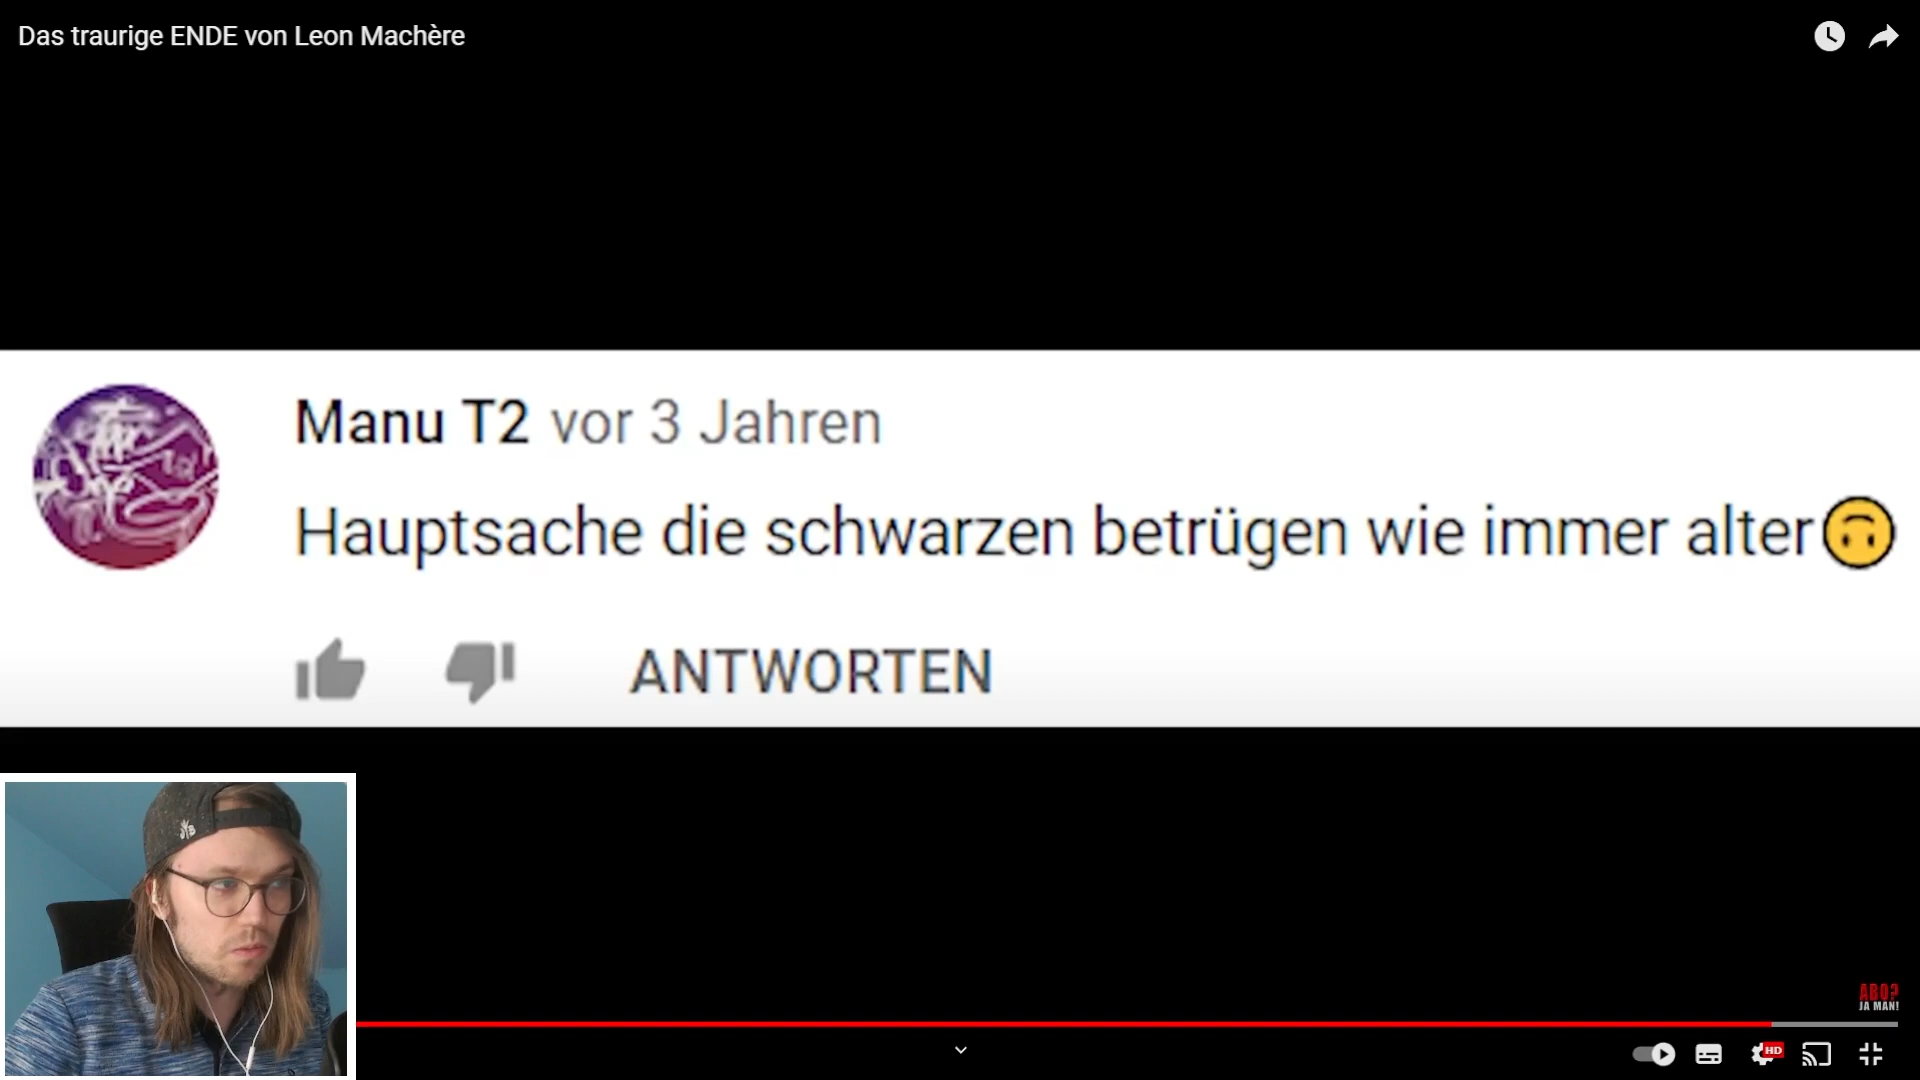 Das traurige ENDE von Leon Machère
Manu T2 vor 3 Jahren
Hauptsache die schwarzen betrügen wie immer alter🙃
ANTWORTEN
ABO?
JA MAN!
HD